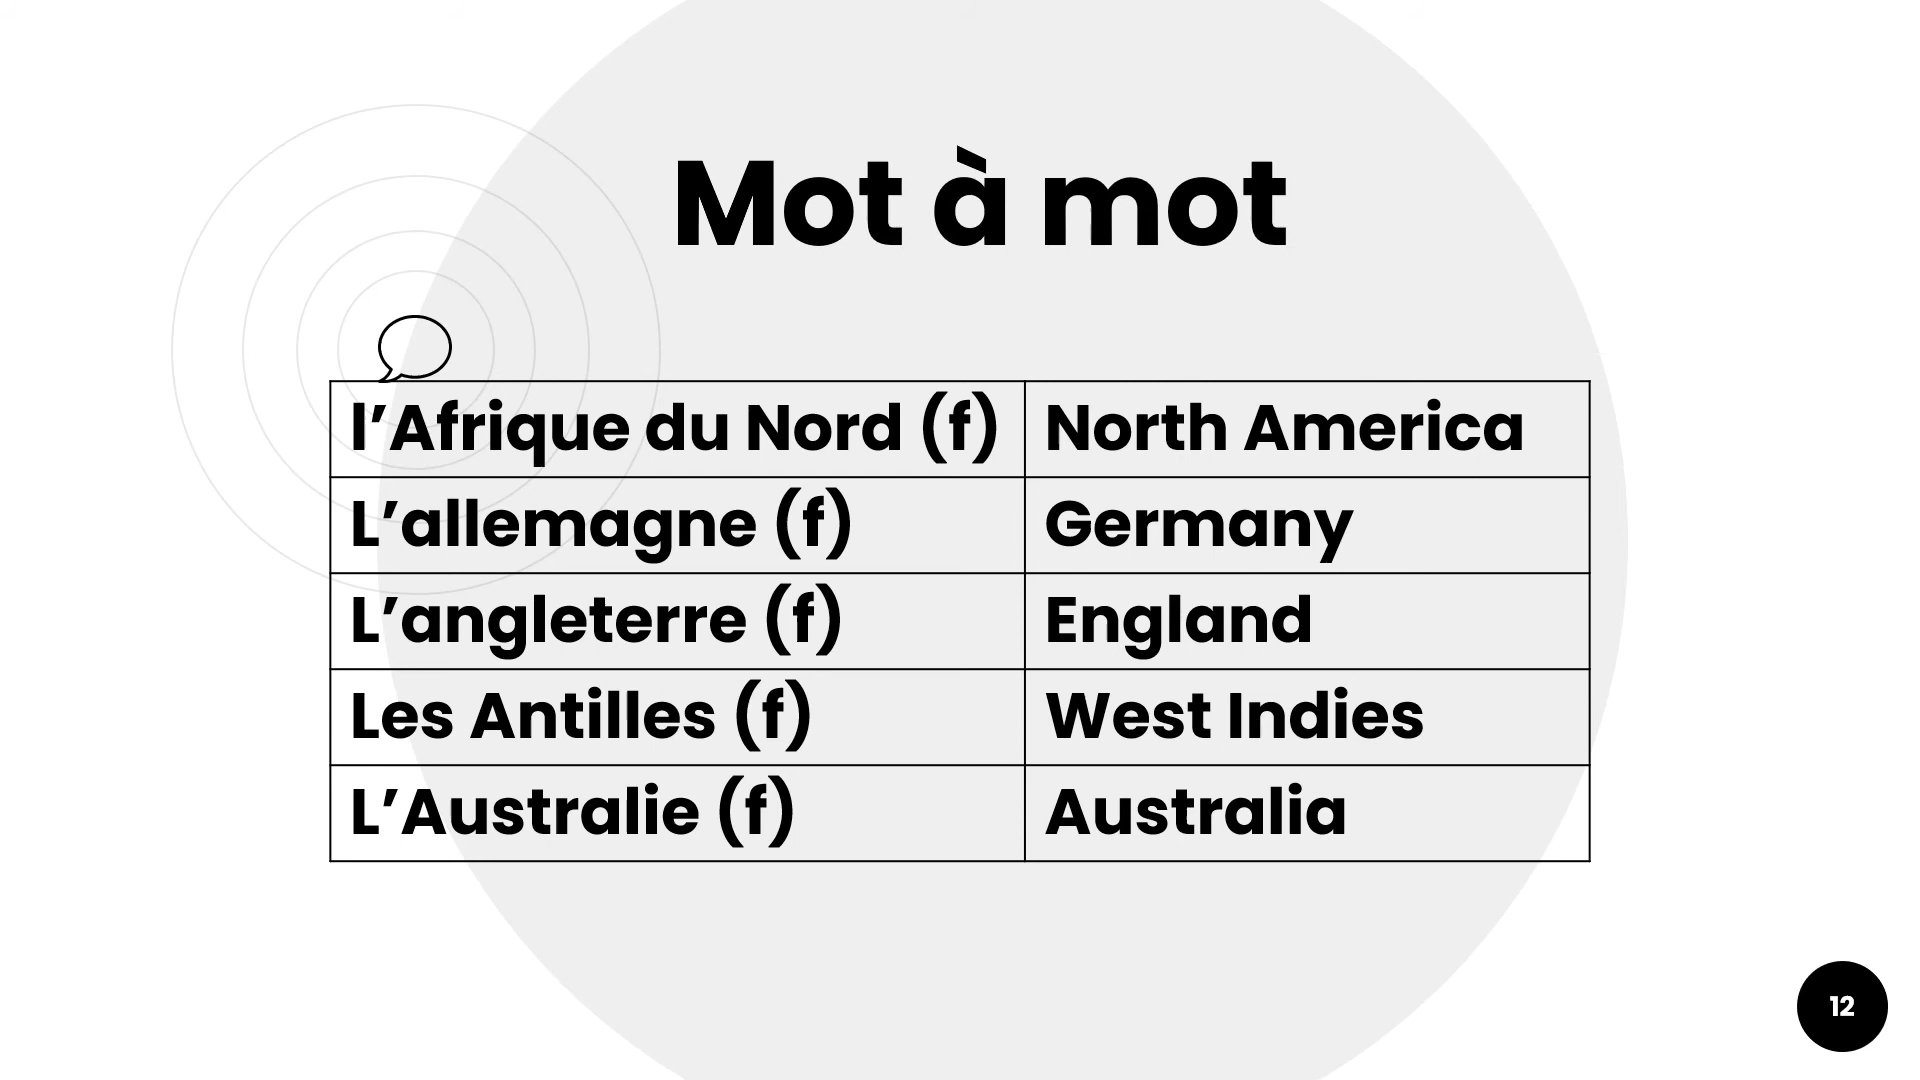 Mot à mot
l’Afrique du Nord (f) North America
L’allemagne (f) Germany
L’angleterre (f) England
Les Antilles (f) West Indies
L’Australie (f) Australia
12